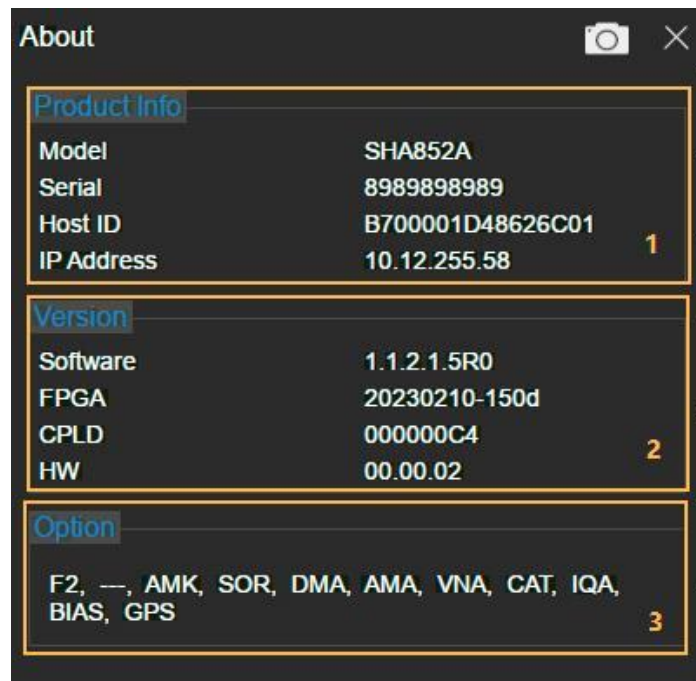 About
Product Info
Model SHA852A
Serial 8989898989
Host ID B700001D48626C01
IP Address 10.12.255.58
1
Version
Software 1.1.2.1.5R0
FPGA 20230210-150d
CPLD 000000C4
HW 00.00.02
2
Option
F2, ---, AMK, SOR, DMA, AMA, VNA, CAT, IQA,
BIAS, GPS
3